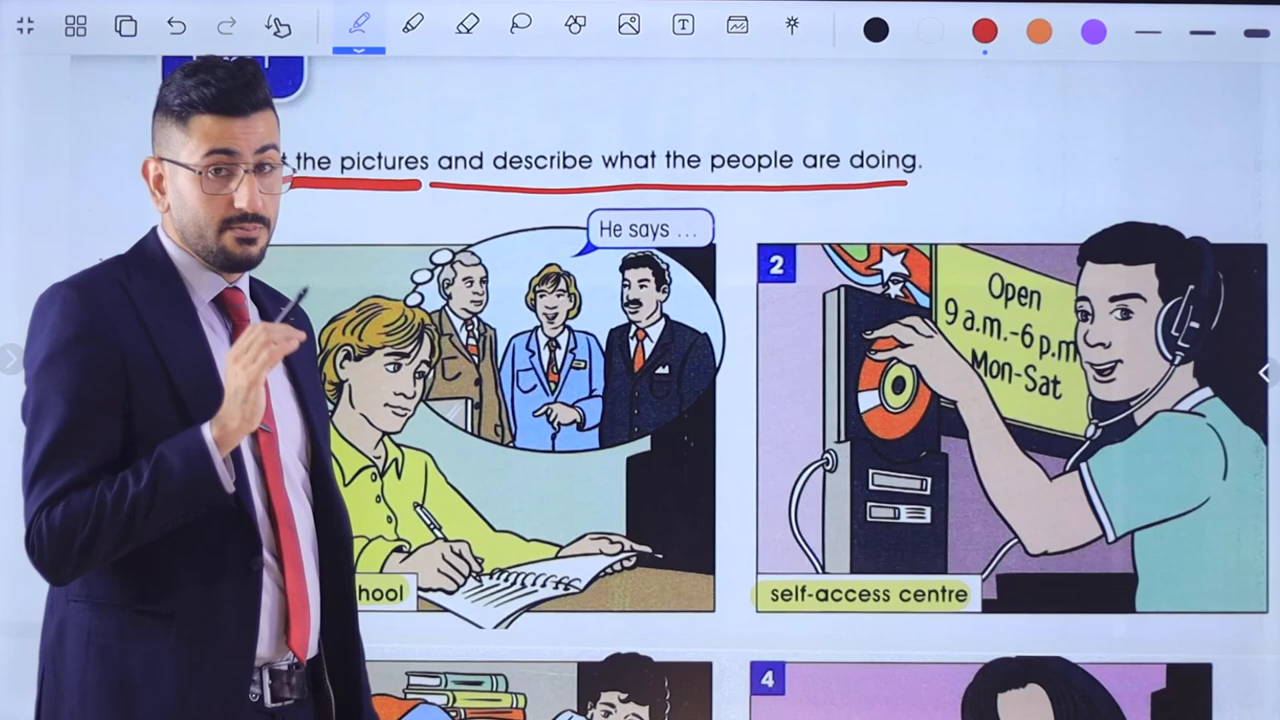 the pictures and describe what the people are doing.
He says ...
2
Open
9 a.m.-6 p.m
Mon-Sat
hool
self-access centre
4
T